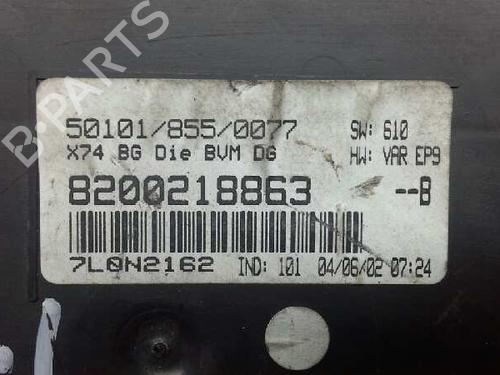 50101/855/0077 SW: 610
X74 BG Die BVM DG HW: VAR EP9
8200218863 --B
7L0N2162 IND: 101 04/06/02 07:24
B-PARTS